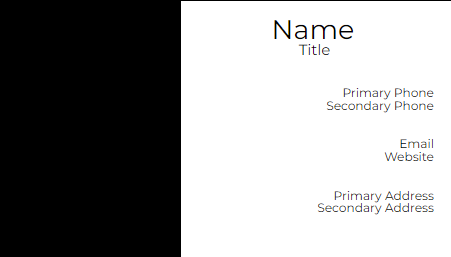 Name
Title
Primary Phone
Secondary Phone
Email
Website
Primary Address
Secondary Address